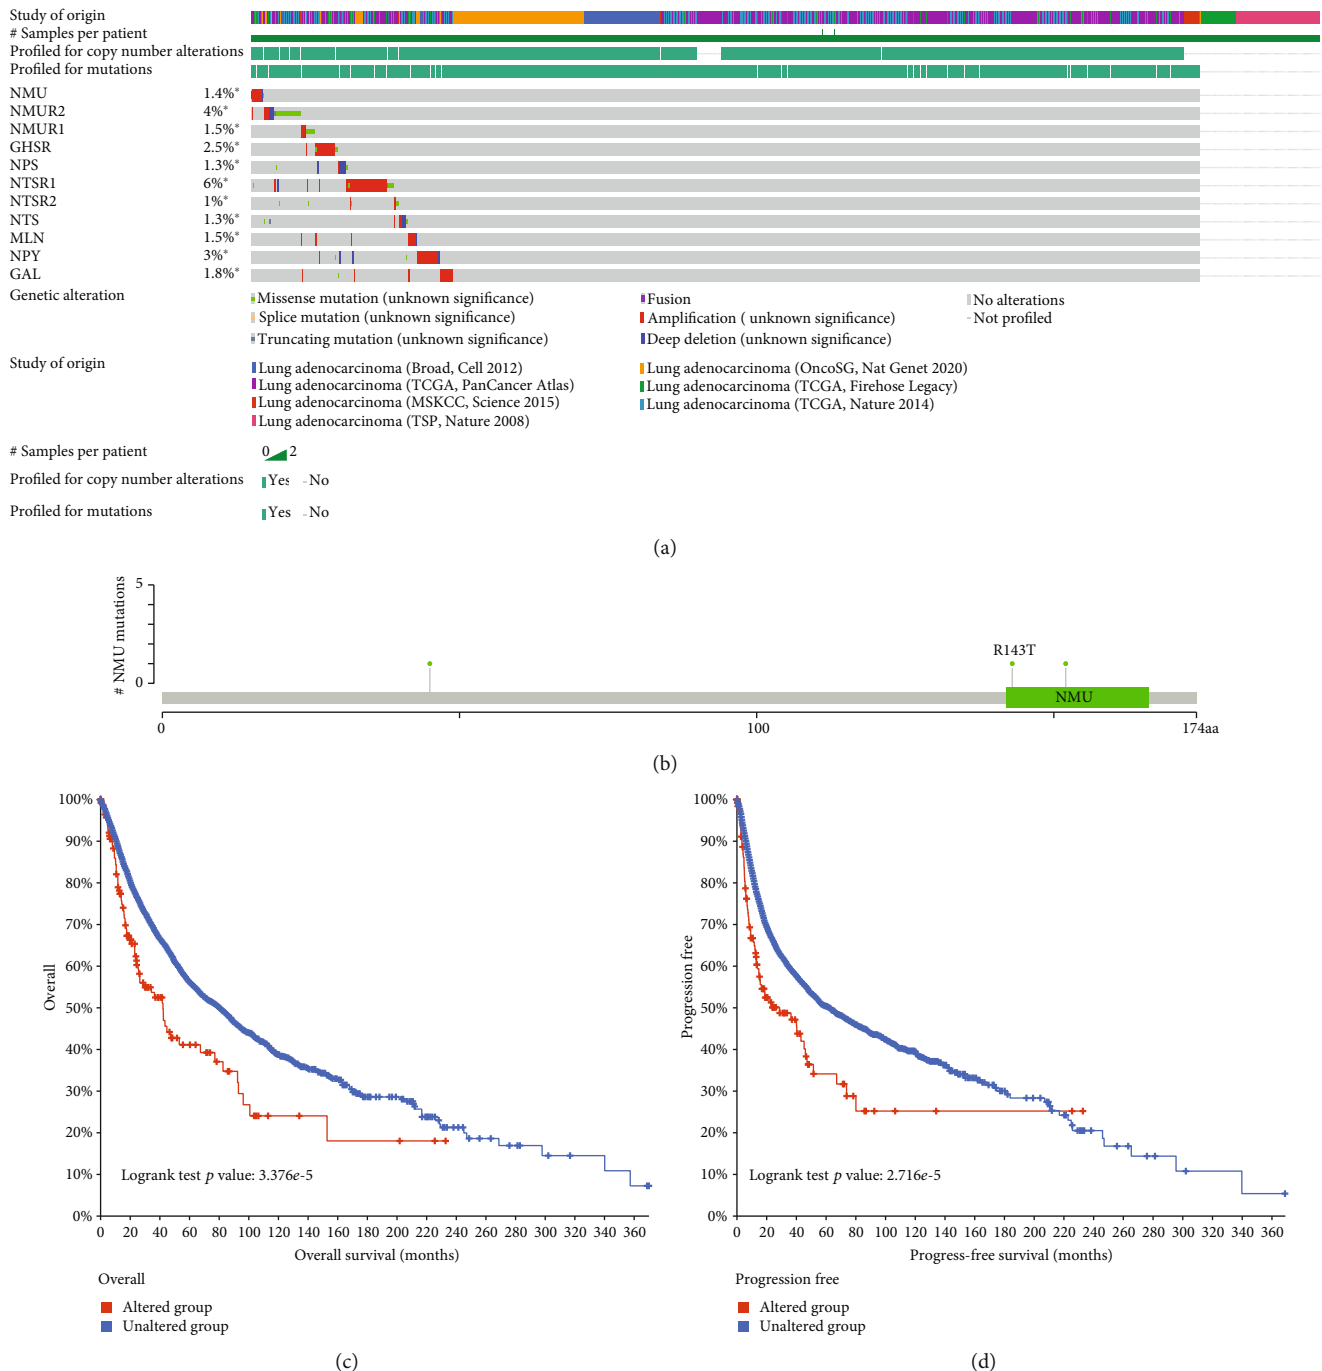 Study of origin
# Samples per patient
Profiled for copy number alterations
Profiled for mutations
NMU 1.4%*
NMUR2 4%*
NMUR1 1.5%*
GHSR 2.5%*
NPS 1.3%*
NTSR1 6%*
NTSR2 1%*
NTS 1.3%*
MLN 1.5%*
NPY 3%*
GAL 1.8%*
Genetic alteration Missense mutation (unknown significance) Fusion No alterations
Splice mutation (unknown significance) Amplification ( unknown significance) Not profiled
Truncating mutation (unknown significance) Deep deletion (unknown significance)
Study of origin Lung adenocarcinoma (Broad, Cell 2012) Lung adenocarcinoma (OncoSG, Nat Genet 2020)
Lung adenocarcinoma (TCGA, PanCancer Atlas) Lung adenocarcinoma (TCGA, Firehose Legacy)
Lung adenocarcinoma (MSKCC, Science 2015) Lung adenocarcinoma (TCGA, Nature 2014)
Lung adenocarcinoma (TSP, Nature 2008)
# Samples per patient 0 2
Profiled for copy number alterations Yes No
Profiled for mutations Yes No
(a)
# NMU mutations
5
0
R143T
NMU
0 100 174aa
(b)
Overall
100%
90%
80%
70%
60%
50%
40%
30%
20%
10%
0%
Logrank test p value: 3.376e-5
0 20 40 60 80 100 120 140 160 180 200 220 240 260 280 300 320 340 360
Overall survival (months)
Overall
Altered group
Unaltered group
(c)
Progression free
100%
90%
80%
70%
60%
50%
40%
30%
20%
10%
0%
Logrank test p value: 2.716e-5
0 20 40 60 80 100 120 140 160 180 200 220 240 260 280 300 320 340 360
Progress-free survival (months)
Progression free
Altered group
Unaltered group
(d)